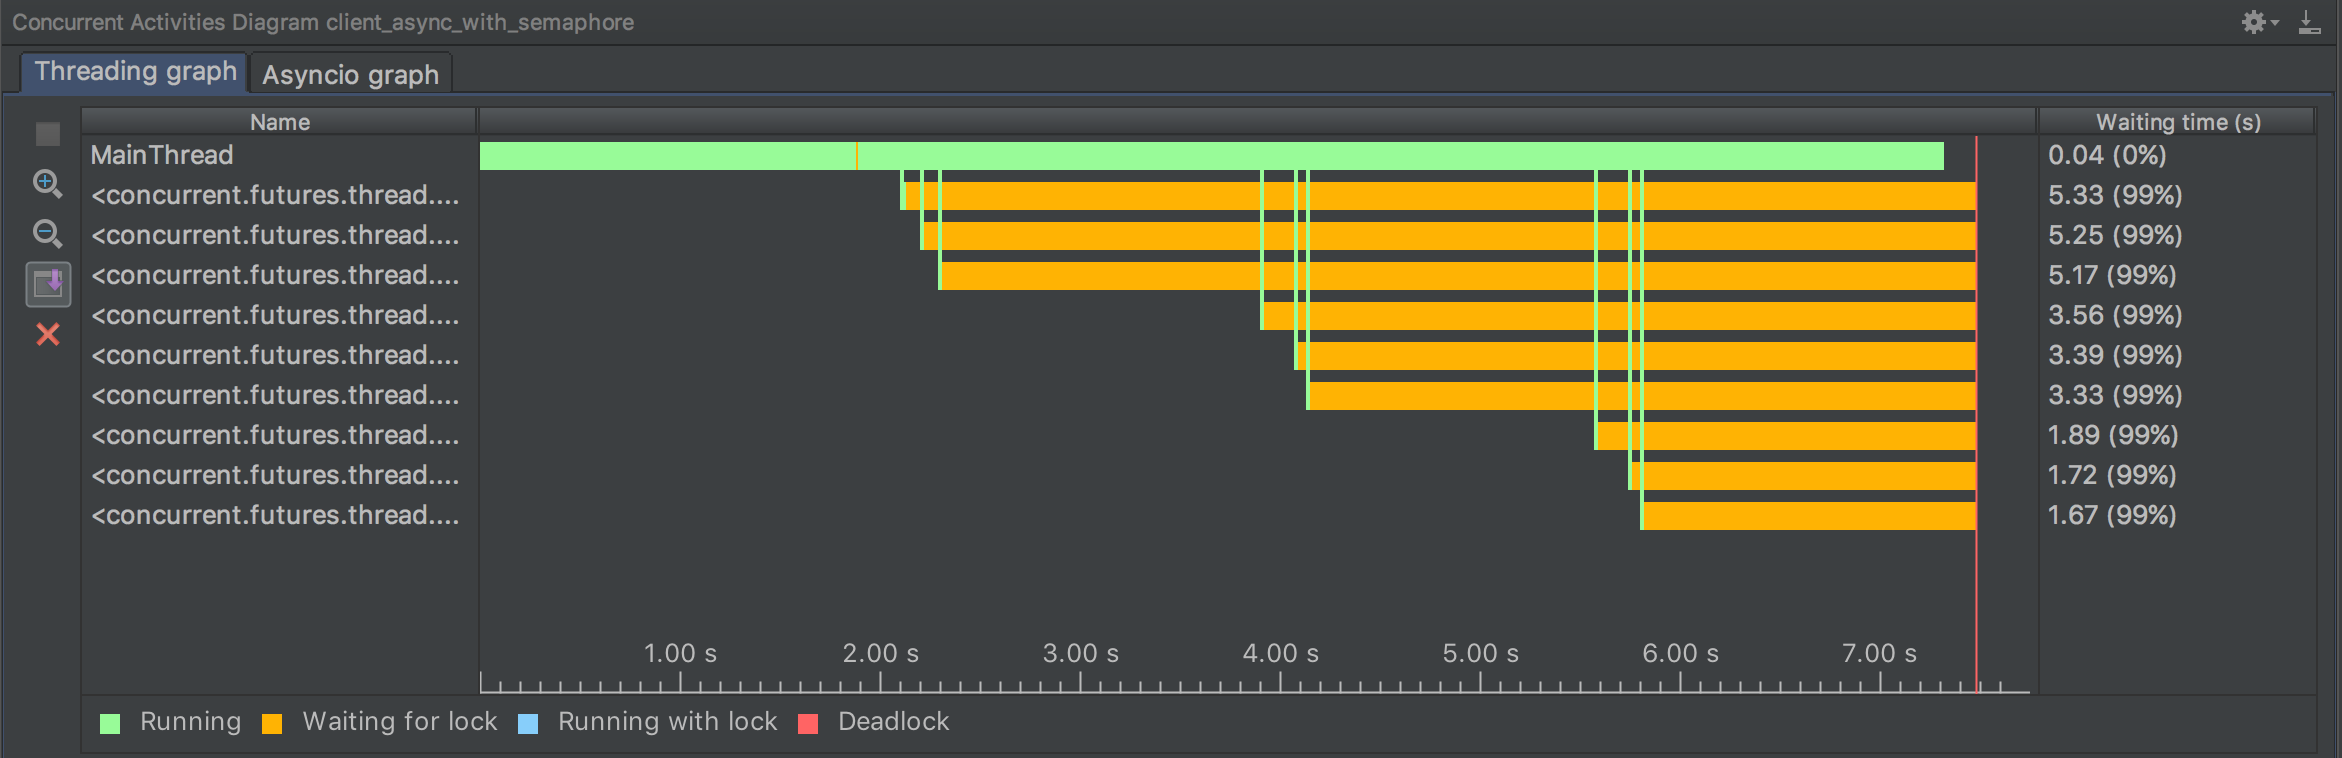 Concurrent Activities Diagram client_async_with_semaphore
Threading graph Asyncio graph
Name Waiting time (s)
MainThread 0.04 (0%)
<concurrent.futures.thread.... 5.33 (99%)
<concurrent.futures.thread.... 5.25 (99%)
<concurrent.futures.thread.... 5.17 (99%)
<concurrent.futures.thread.... 3.56 (99%)
<concurrent.futures.thread.... 3.39 (99%)
<concurrent.futures.thread.... 3.33 (99%)
<concurrent.futures.thread.... 1.89 (99%)
<concurrent.futures.thread.... 1.72 (99%)
<concurrent.futures.thread.... 1.67 (99%)
1.00 s 2.00 s 3.00 s 4.00 s 5.00 s 6.00 s 7.00 s
Running Waiting for lock Running with lock Deadlock